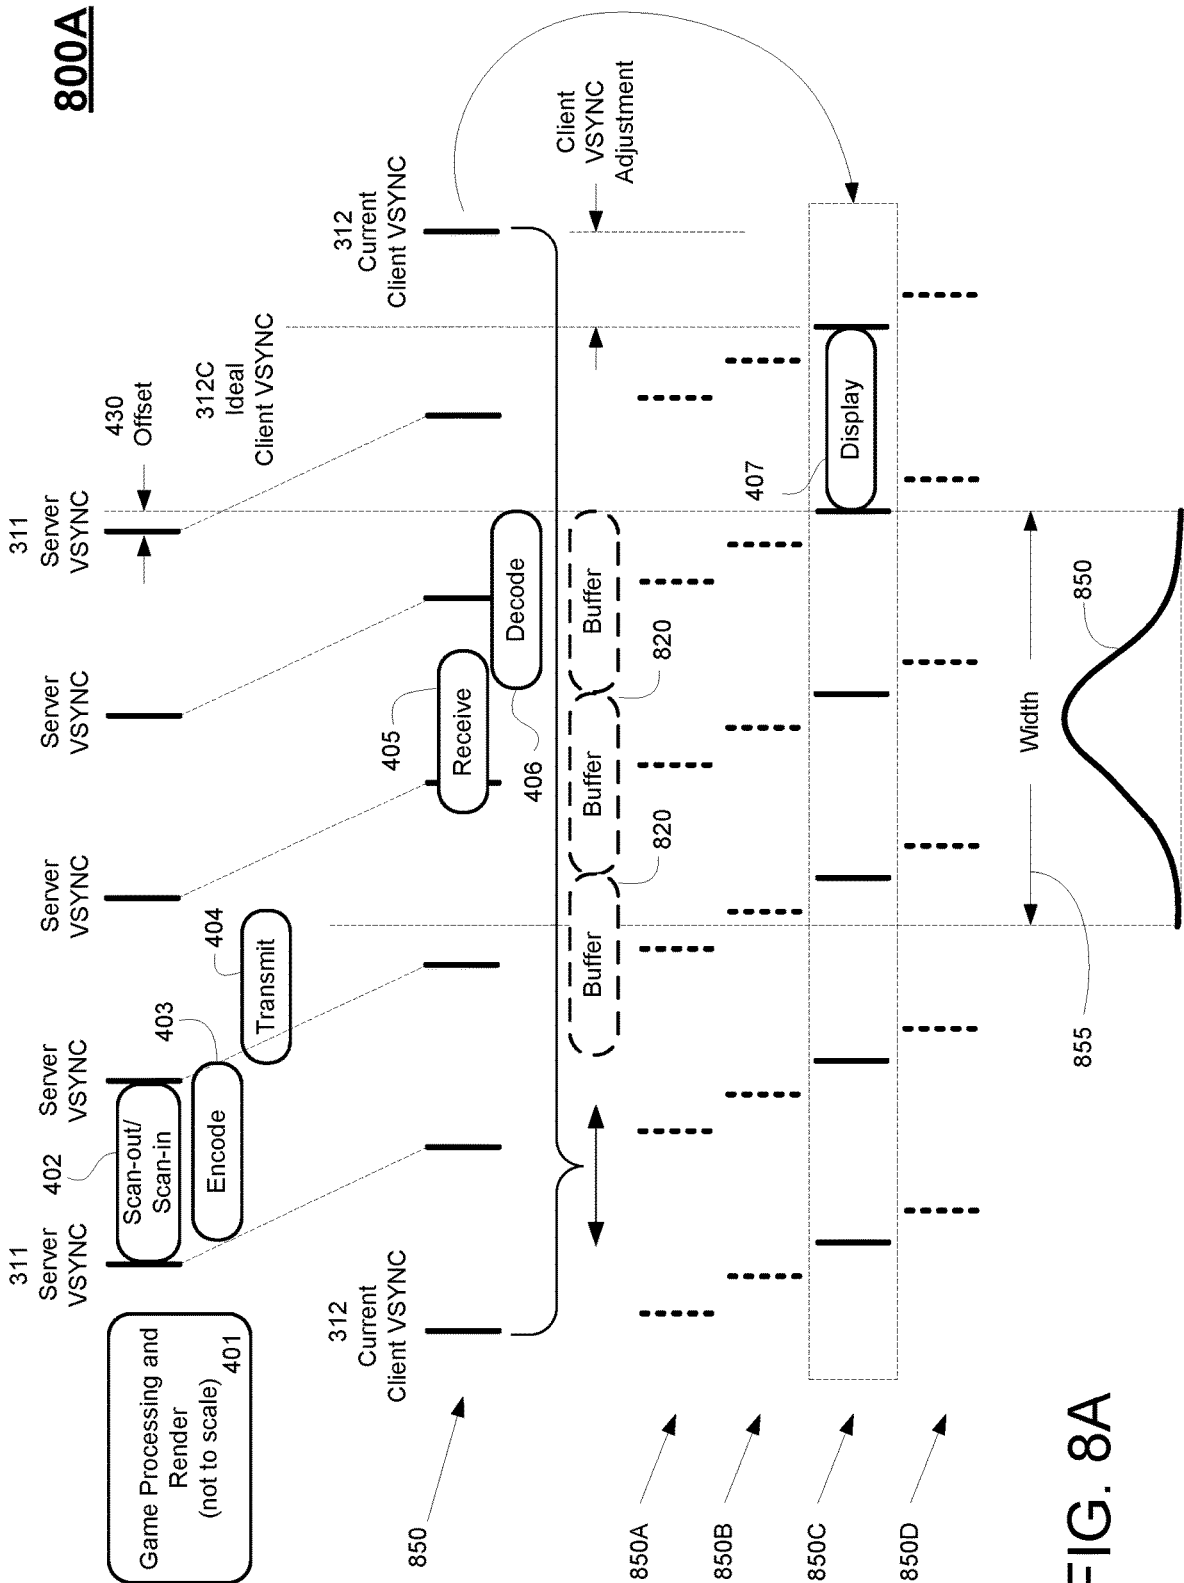 800A
Game Processing and
Render
(not to scale)
401
311
Server
VSYNC
402
Scan-out/
Scan-in
Server
VSYNC
Server
VSYNC
Server
VSYNC
311
Server
VSYNC
430
Offset
Encode
403
Transmit
404
312C
Ideal
Client VSYNC
312
Current
Client VSYNC
312
Current
Client VSYNC
850
405
Receive
Decode
406
Client
VSYNC
Adjustment
Buffer
Buffer
Buffer
820
820
850A
850B
850C
407
Display
850D
Width
855
850
FIG. 8A